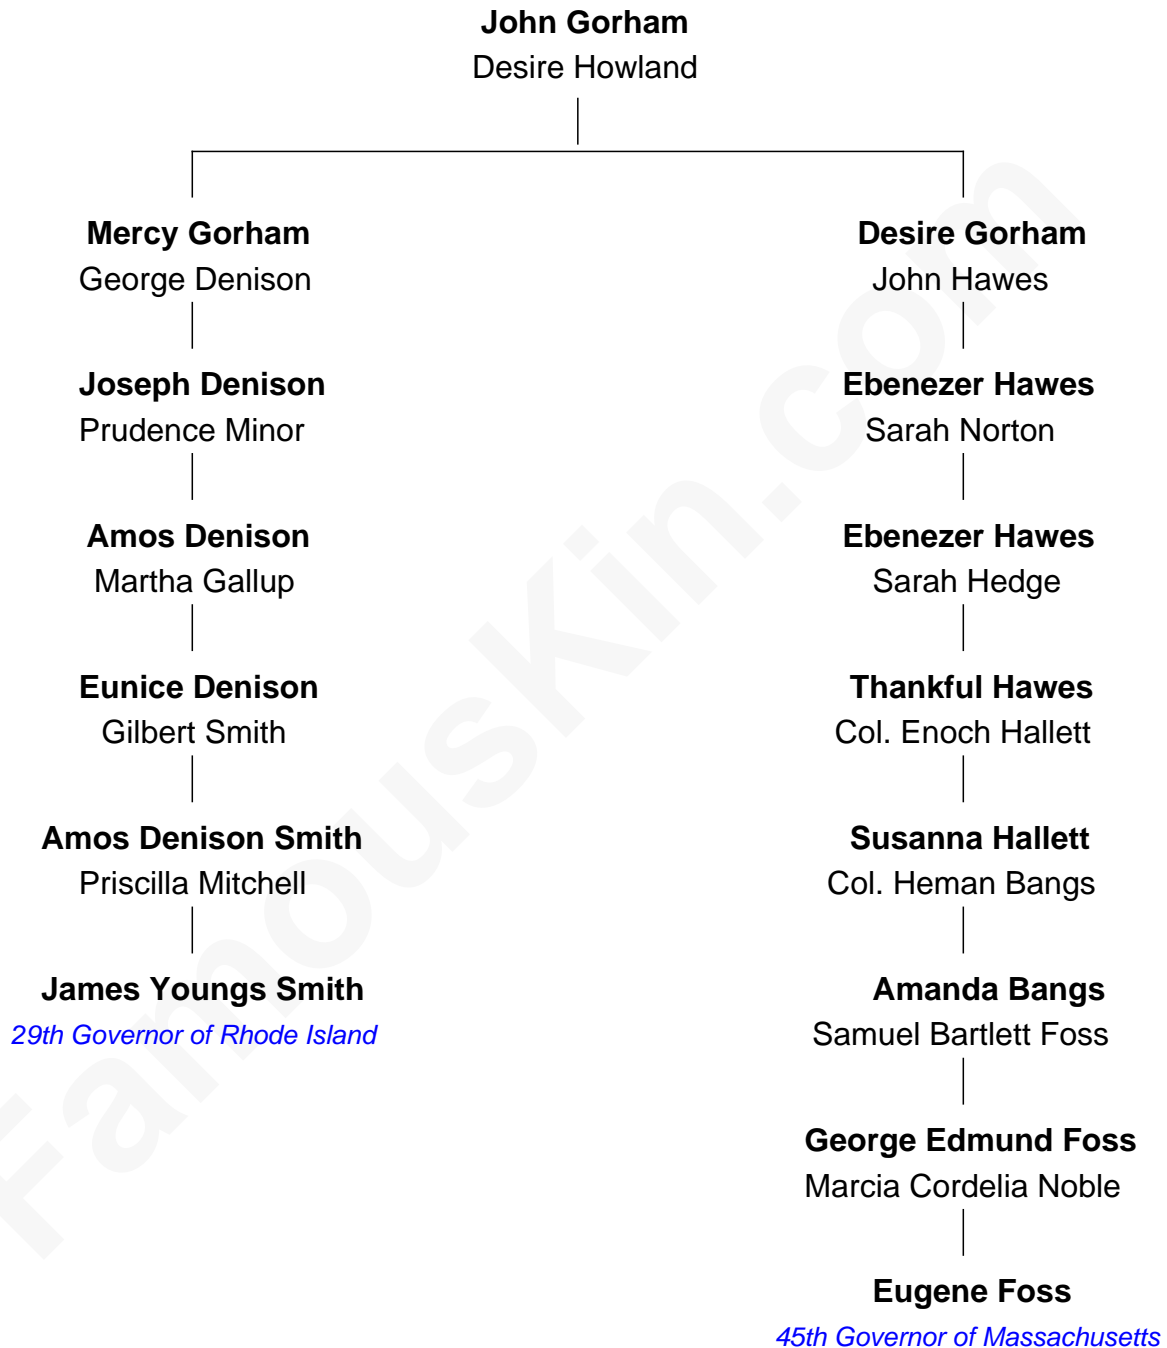 John Gorham
Desire Howland
Mercy Gorham
George Denison
Desire Gorham
John Hawes
Joseph Denison
Prudence Minor
Ebenezer Hawes
Sarah Norton
Amos Denison
Martha Gallup
Ebenezer Hawes
Sarah Hedge
Eunice Denison
Gilbert Smith
Thankful Hawes
Col. Enoch Hallett
Amos Denison Smith
Priscilla Mitchell
Susanna Hallett
Col. Heman Bangs
James Youngs Smith
29th Governor of Rhode Island
Amanda Bangs
Samuel Bartlett Foss
George Edmund Foss
Marcia Cordelia Noble
Eugene Foss
45th Governor of Massachusetts
FamousKin.com